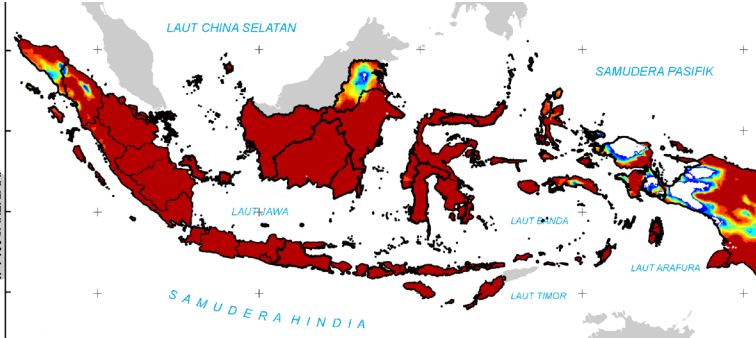 LAUT CHINA SELATAN
SAMUDERA PASIFIK
LAUT JAWA
LAUT BANDA
LAUT ARAFURA
LAUT TIMOR
SAMUDERA HINDIA